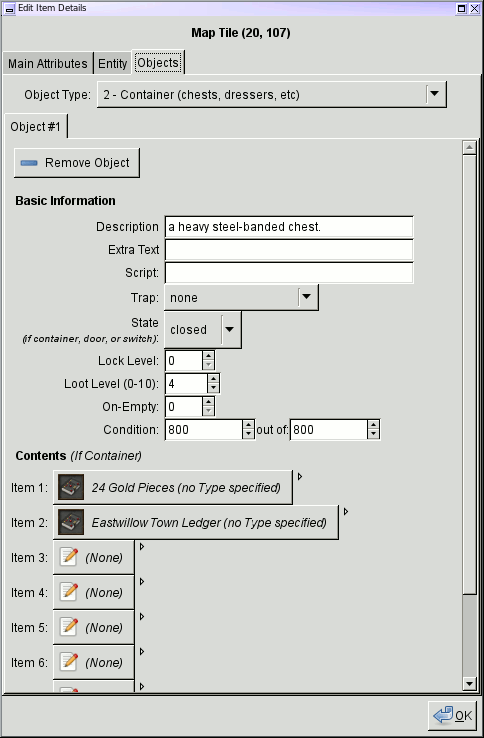 Edit Item Details
Map Tile (20, 107)
Main Attributes Entity Objects
Object Type: 2 - Container (chests, dressers, etc)
Object #1
Remove Object
Basic Information
Description a heavy steel-banded chest.
Extra Text
Script:
Trap: none
State closed
(if container, door, or switch):
Lock Level: 0
Loot Level (0-10): 4
On-Empty: 0
Condition: 800 out of: 800
Contents (If Container)
Item 1: 24 Gold Pieces (no Type specified)
Item 2: Eastwillow Town Ledger (no Type specified)
Item 3: (None)
Item 4: (None)
Item 5: (None)
Item 6: (None)
OK